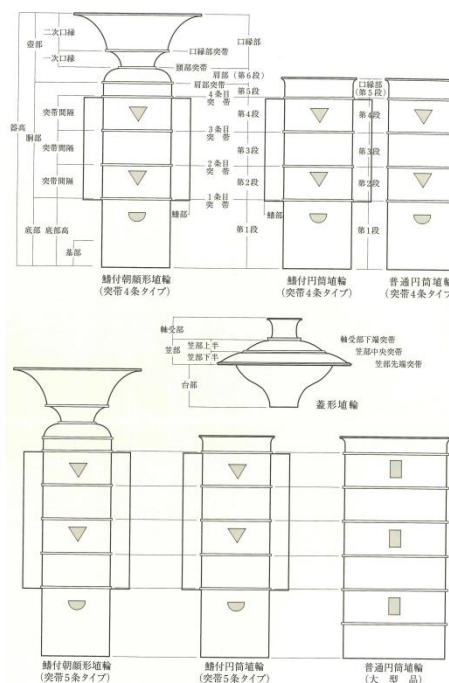 二次口縁
壺部
一次口縁
口縁部突帯
頸部突帯
肩部突帯
口縁部
肩部(第6段)
第5段
4条目
突帯
突帯間隔
第4段
3条目
突帯
器高
胴部
突帯間隔
第3段
2条目
突帯
突帯間隔
第2段
1条目
突帯
鰭部
底部
底部高
第1段
基部
鰭付朝顔形埴輪
(突帯4条タイプ)
口縁部
(第5段)
第4段
第3段
第2段
鰭部
第1段
鰭付円筒埴輪
(突帯4条タイプ)
普通円筒埴輪
(突帯4条タイプ)
軸受部
笠部
笠部上半
笠部下半
台部
軸受部下端突帯
笠部中央突帯
笠部先端突帯
蓋形埴輪
鰭付朝顔形埴輪
(突帯5条タイプ)
鰭付円筒埴輪
(突帯5条タイプ)
普通円筒埴輪
(大型品)